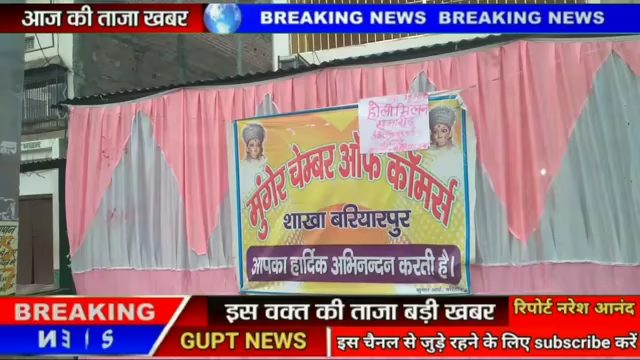 आज की ताजा खबर
BREAKING NEWS BREAKING NEWS
होली मिलन
समारोह
मुंगेर चेम्बर ऑफ कॉमर्स
शाखा बरियारपुर
आपका हार्दिक अभिनन्दन करती है।
BREAKING
इस वक्त की ताजा बड़ी खबर
रिपोर्ट नरेश आनंद
GUPT NEWS
इस चैनल से जुड़े रहने के लिए subscribe करें